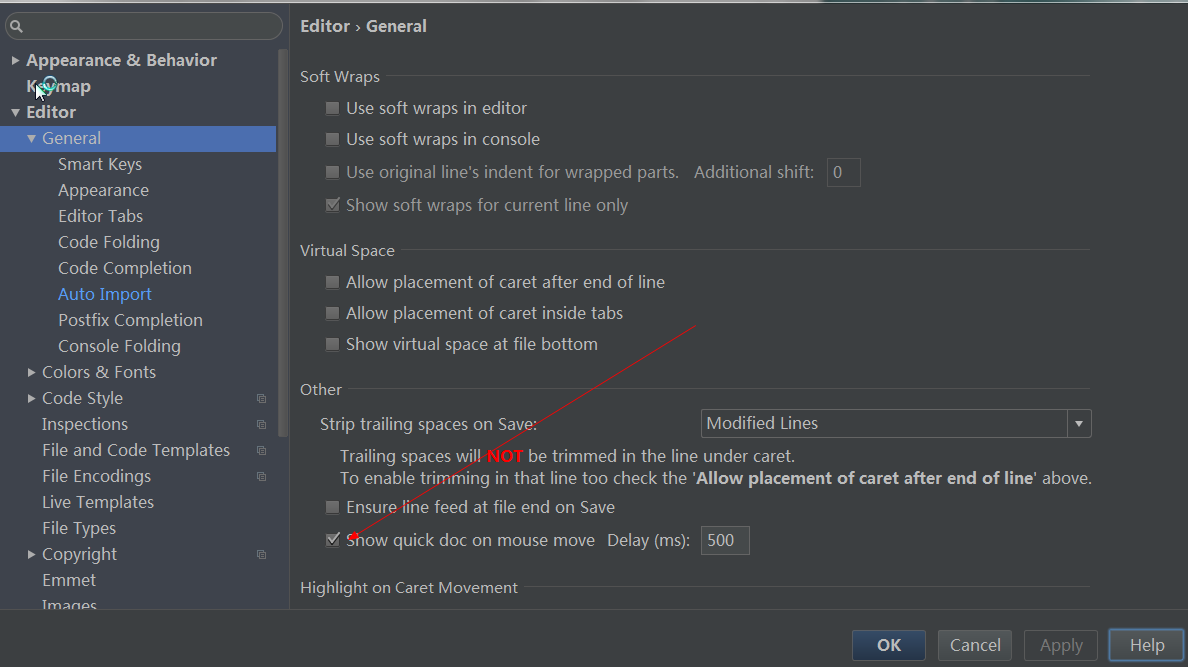 Appearance & Behavior
Keymap
Editor
General
Smart Keys
Appearance
Editor Tabs
Code Folding
Code Completion
Auto Import
Postfix Completion
Console Folding
Colors & Fonts
Code Style
Inspections
File and Code Templates
File Encodings
Live Templates
File Types
Copyright
Emmet
Images
Editor › General
Soft Wraps
Use soft wraps in editor
Use soft wraps in console
Use original line's indent for wrapped parts. Additional shift: 0
Show soft wraps for current line only
Virtual Space
Allow placement of caret after end of line
Allow placement of caret inside tabs
Show virtual space at file bottom
Other
Strip trailing spaces on Save: Modified Lines
Trailing spaces will NOT be trimmed in the line under caret.
To enable trimming in that line too check the 'Allow placement of caret after end of line' above.
Ensure line feed at file end on Save
Show quick doc on mouse move Delay (ms): 500
Highlight on Caret Movement
OK Cancel Apply Help